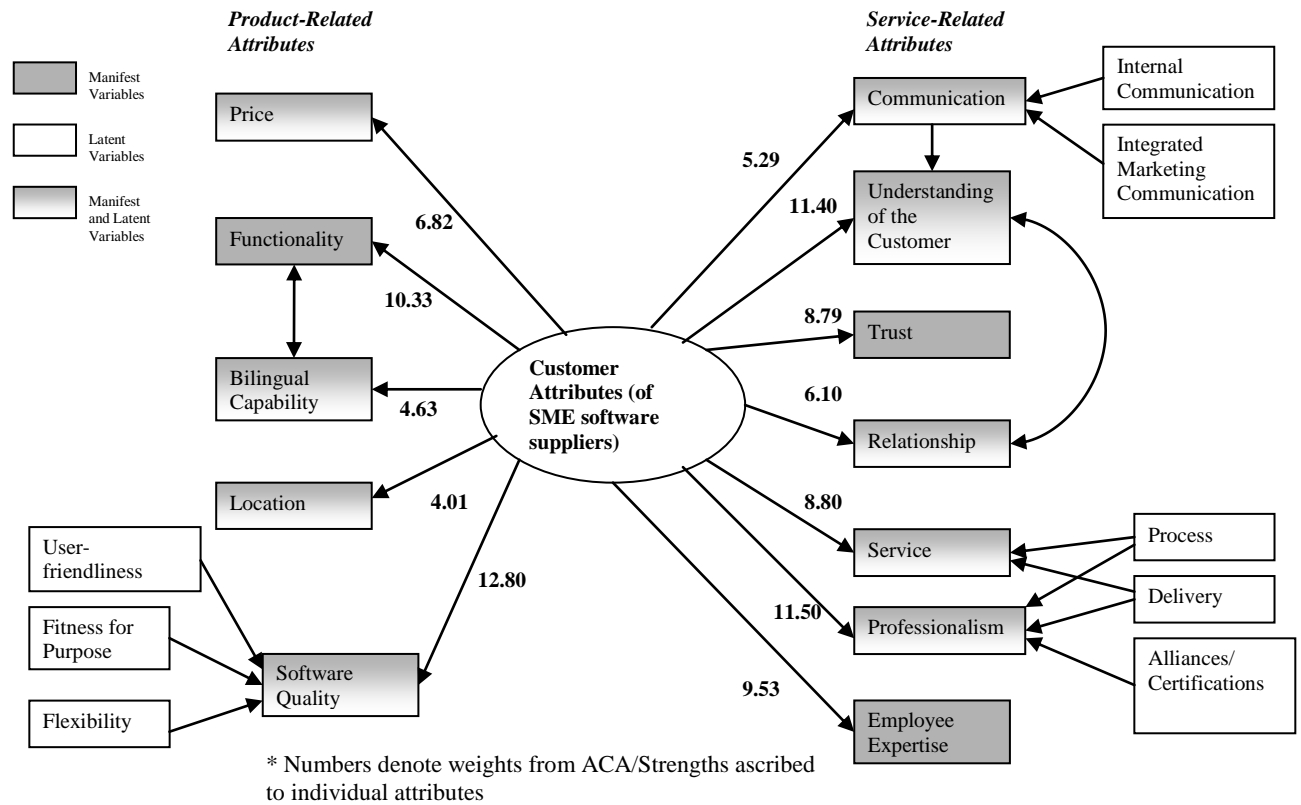 Product-Related
Attributes
Service-Related
Attributes
Manifest
Variables
Latent
Variables
Manifest
and Latent
Variables
Price
6.82
Functionality
10.33
Bilingual
Capability
4.63
Location
4.01
User-
friendliness
Fitness for
Purpose
Flexibility
Software
Quality
12.80
Customer
Attributes (of
SME software
suppliers)
5.29
Communication
Internal
Communication
Integrated
Marketing
Communication
11.40
Understanding
of the
Customer
8.79
Trust
6.10
Relationship
8.80
Service
Process
Delivery
11.50
Professionalism
Alliances/
Certifications
9.53
Employee
Expertise
* Numbers denote weights from ACA/Strengths ascribed
to individual attributes